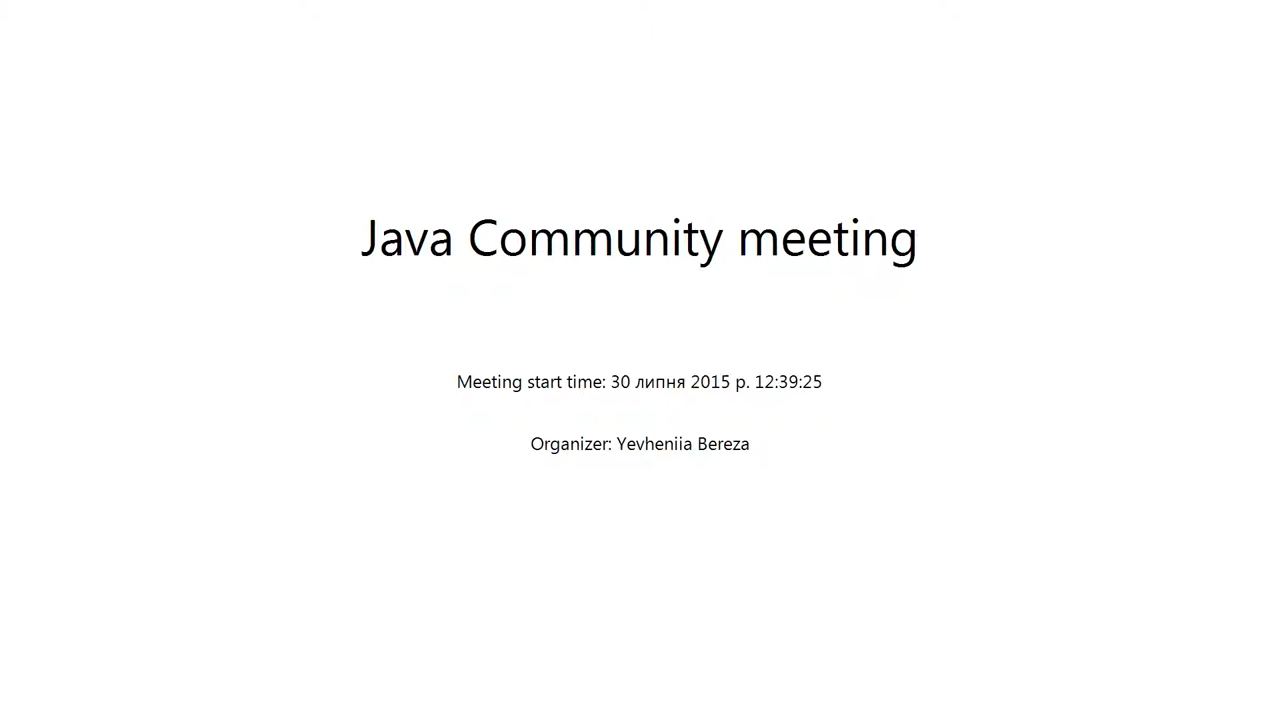 Java Community meeting
Meeting start time: 30 липня 2015 р. 12:39:25
Organizer: Yevheniia Bereza